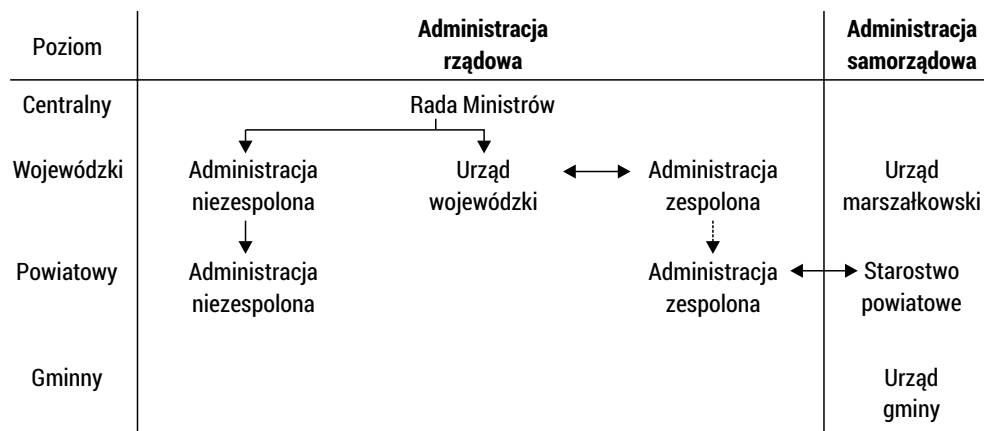 Poziom
Administracja
rządowa
Administracja
samorządowa
Centralny
Rada Ministrów
Wojewódzki
Administracja
niezespolona
Urząd
wojewódzki
Administracja
zespolona
Urząd
marszałkowski
Powiatowy
Administracja
niezespolona
Administracja
zespolona
Starostwo
powiatowe
Gminny
Urząd
gminy